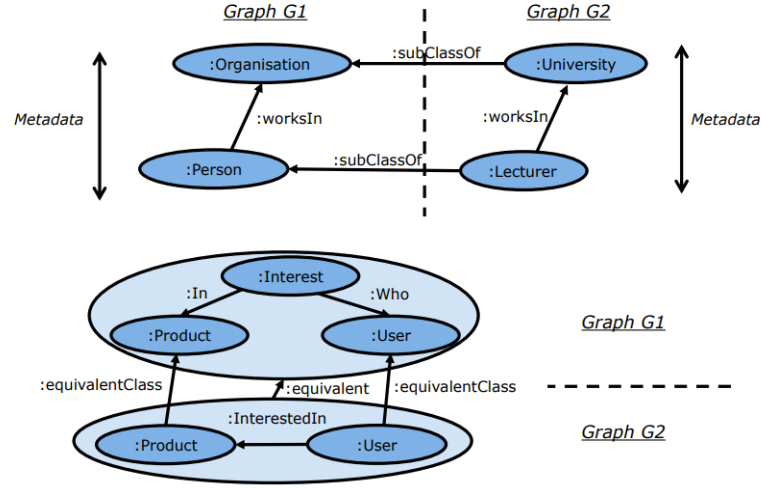 Graph G1
Graph G2
:subClassOf
:Organisation
:University
Metadata
:worksIn
:worksIn
Metadata
:subClassOf
:Person
:Lecturer
:Interest
:In
:Who
:Product
:User
Graph G1
:equivalentClass
:equivalent
:equivalentClass
:InterestedIn
:Product
:User
Graph G2